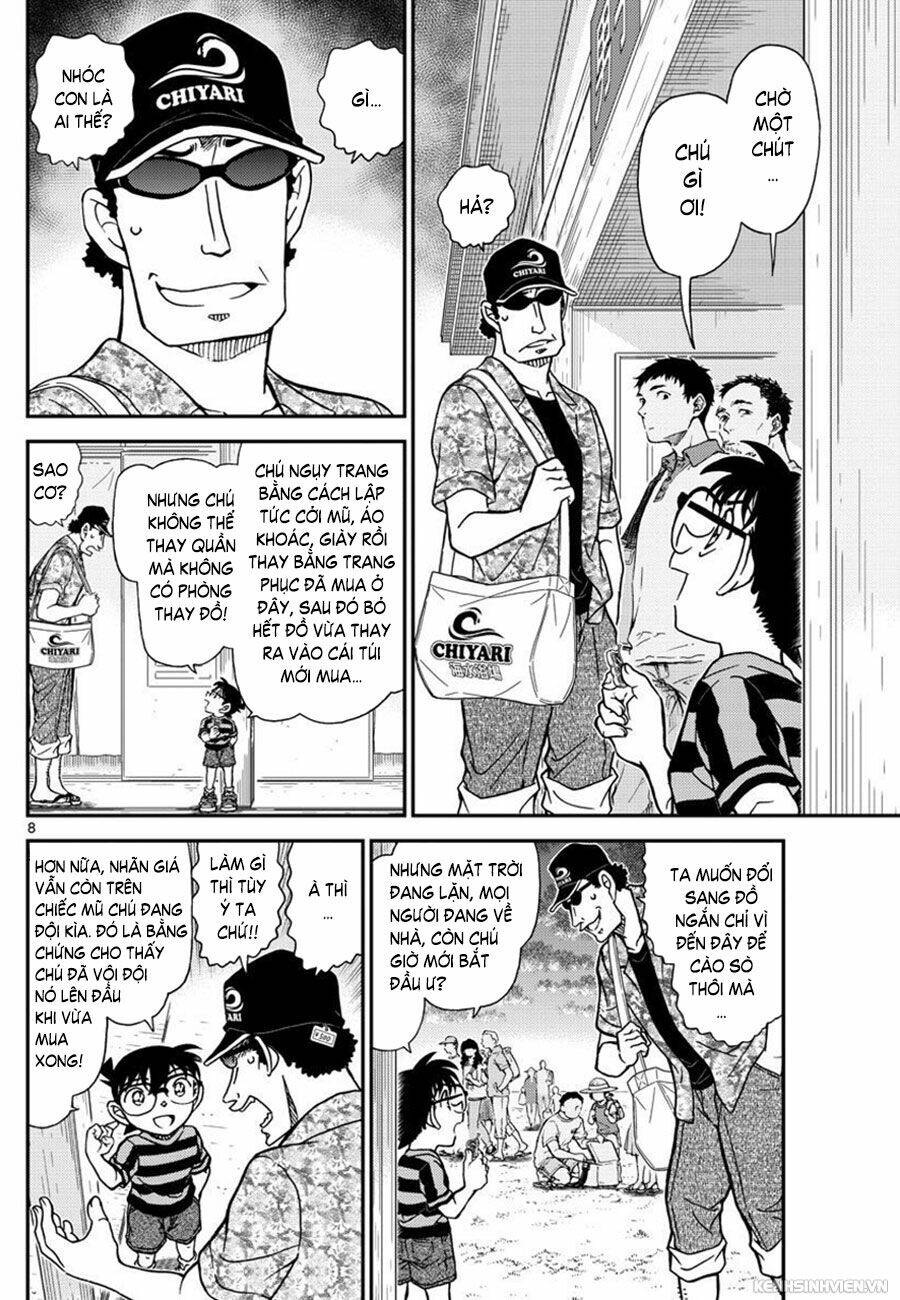 CHỜ
MỘT
CHÚT
...
CHÚ
GÌ
ƠI!
HẢ?
CHIYARI
CHIYARI
GÌ...
NHÓC
CON LÀ
AI THẾ?
CHIYARI
CHÚ NGỤY TRANG
BẰNG CÁCH LẬP
TỨC CỞI MŨ, ÁO
KHOÁC, GIÀY RỒI
THAY BẰNG TRANG
PHỤC ĐÃ MUA Ở
ĐÂY, SAU ĐÓ BỎ
HẾT ĐỒ VỪA THAY
RA VÀO CÁI TÚI
MỚI MUA...
NHƯNG CHÚ
KHÔNG THỂ
THAY QUẦN
MÀ KHÔNG
CÓ PHÒNG
THAY ĐỒ!
SAO
CƠ?
CHIYARI
8
TA MUỐN ĐỔI
SANG ĐỒ
NGẮN CHỈ VÌ
ĐẾN ĐÂY ĐỂ
CÀO SÒ
THÔI MÀ
...
NHƯNG MẶT TRỜI
ĐANG LẶN, MỌI
NGƯỜI ĐANG VỀ
NHÀ, CÒN CHÚ
GIỜ MỚI BẮT
ĐẦU Ư?
À THÌ
...
LÀM GÌ
THÌ TÙY
Ý TA
CHỨ!!
CHIYARI
¥500
HƠN NỮA, NHÃN GIÁ
VẪN CÒN TRÊN
CHIẾC MŨ CHÚ ĐANG
ĐỘI KÌA. ĐÓ LÀ BẰNG
CHỨNG CHO THẤY
CHÚ ĐÃ VỘI ĐỘI
NÓ LÊN ĐẦU
KHI VỪA
MUA
XONG!
KENHSINHVIEN.VN